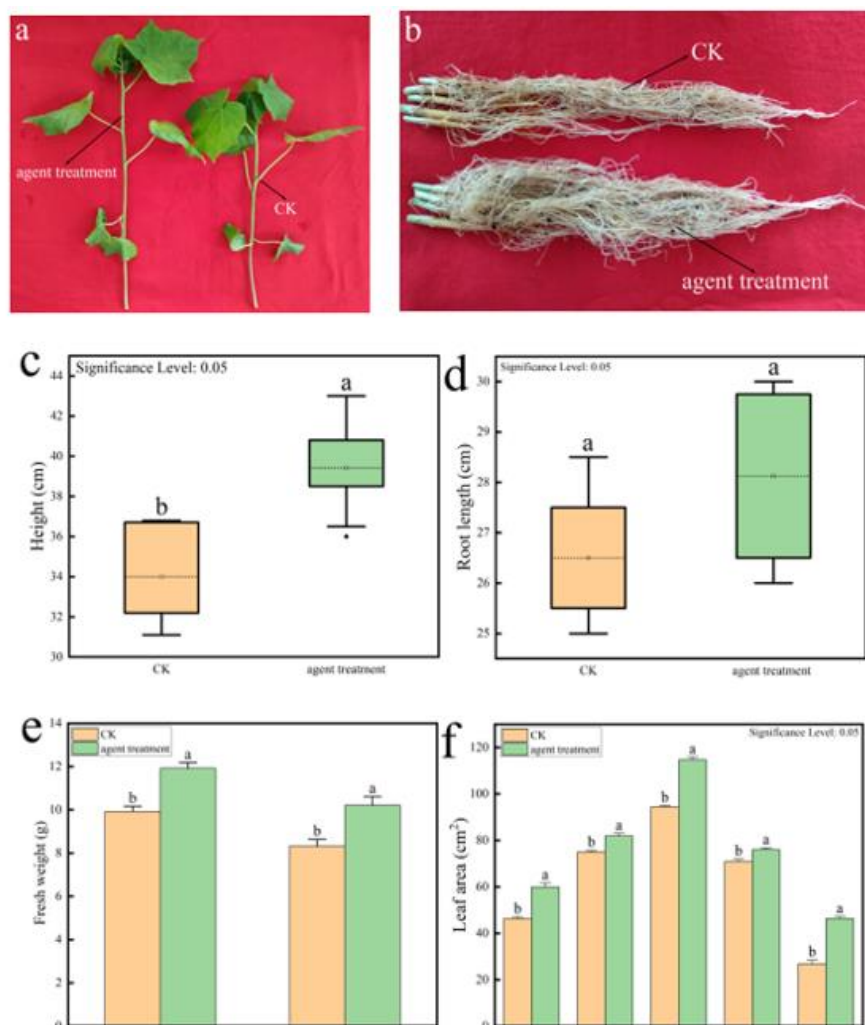 a
agent treatment
CK
b
CK
agent treatment
c
Significance Level: 0.05
Height (cm)
44
42
40
38
36
34
32
30
b
a
CK
agent treatment
d
Significance Level: 0.05
Root length (cm)
30
29
28
27
26
25
a
a
CK
agent treatment
e
CK
agent treatment
Fresh weight (g)
14
12
10
8
6
4
2
0
b
a
b
a
f
CK
agent treatment
Significance Level: 0.05
Leaf area (cm²)
120
100
80
60
40
20
0
b
a
b
a
b
a
b
a
b
a